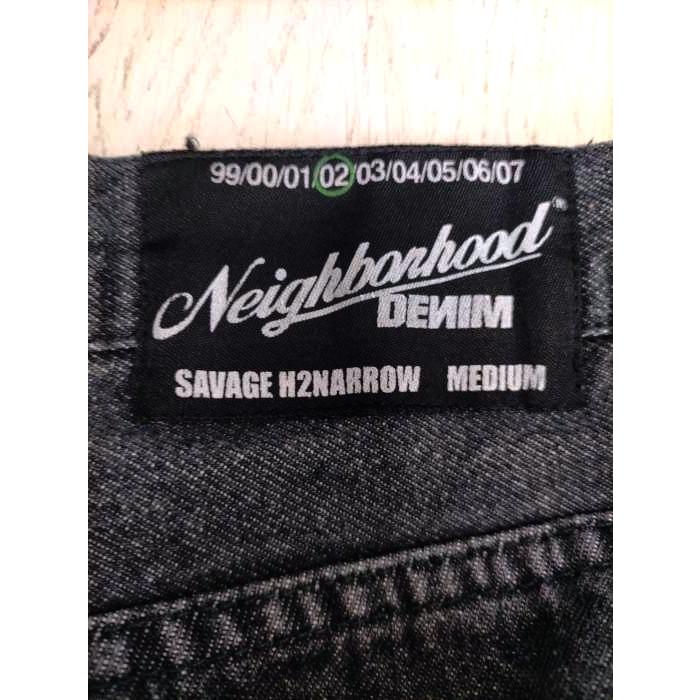 99/00/01/02/03/04/05/06/07
Neighborhood
DENIM
SAVAGE H2NARROW MEDIUM